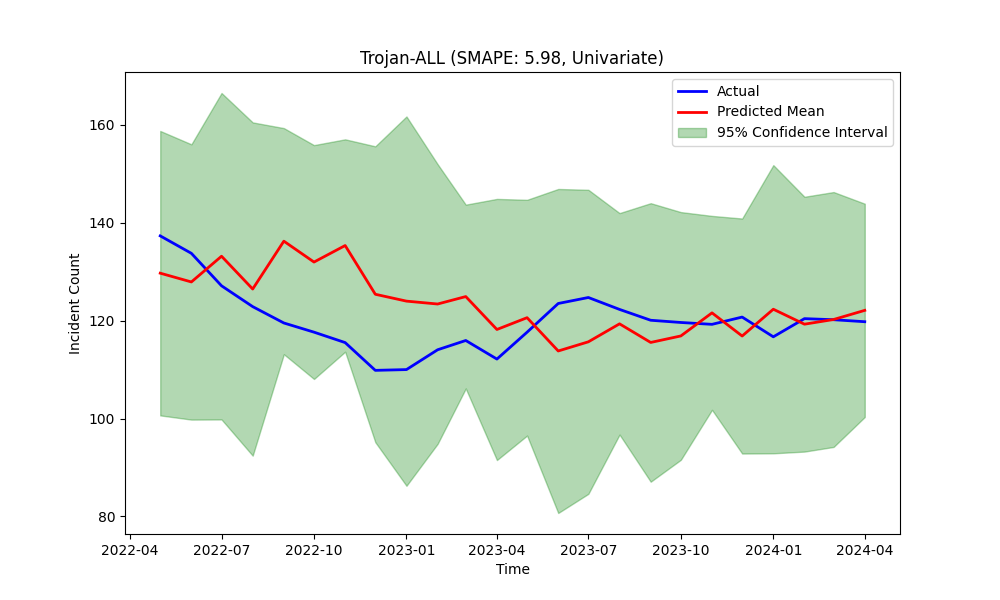 Trojan-ALL (SMAPE: 5.98, Univariate)
Actual
Predicted Mean
95% Confidence Interval
Incident Count
160
140
120
100
80
2022-04 2022-07 2022-10 2023-01 2023-04 2023-07 2023-10 2024-01 2024-04
Time